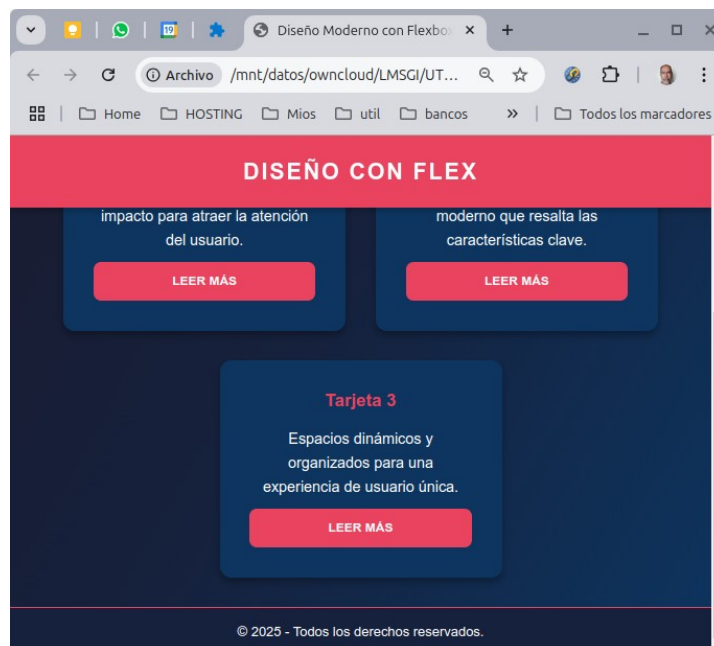 19
Diseño Moderno con Flexbo
Archivo /mnt/datos/owncloud/LMSGI/UT...
Home HOSTING Mios util bancos » Todos los marcadores
DISEÑO CON FLEX
impacto para atraer la atención
del usuario.
LEER MÁS
moderno que resalta las
características clave.
LEER MÁS
Tarjeta 3
Espacios dinámicos y
organizados para una
experiencia de usuario única.
LEER MÁS
© 2025 - Todos los derechos reservados.